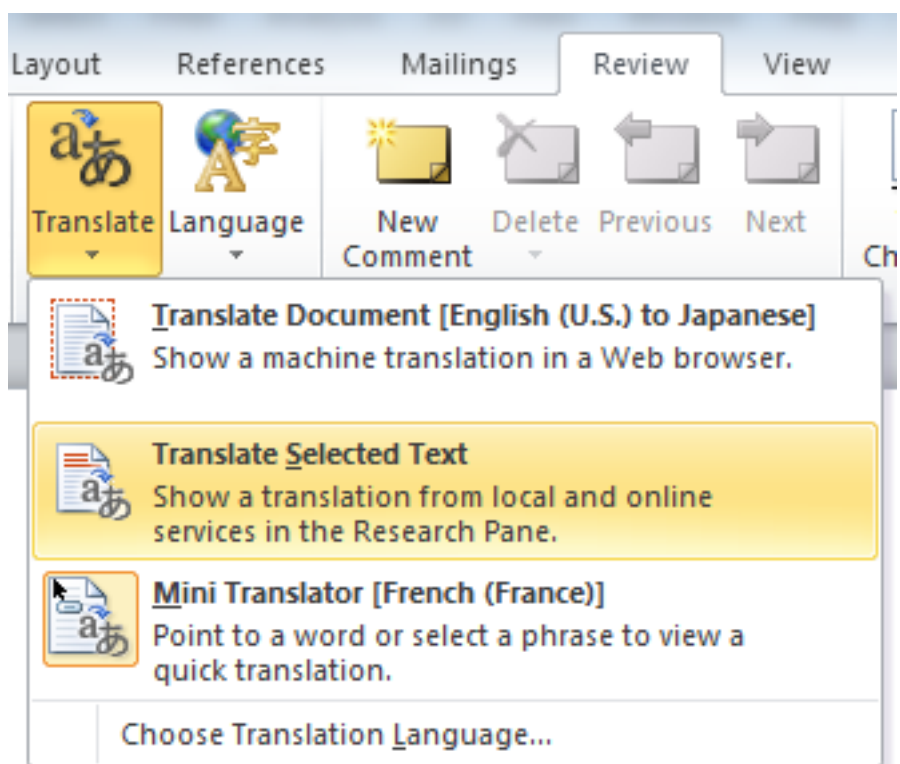 Layout References Mailings Review View
Translate Language New Comment Delete Previous Next Ch
Translate Document [English (U.S.) to Japanese]
Show a machine translation in a Web browser.
Translate Selected Text
Show a translation from local and online
services in the Research Pane.
Mini Translator [French (France)]
Point to a word or select a phrase to view a
quick translation.
Choose Translation Language...